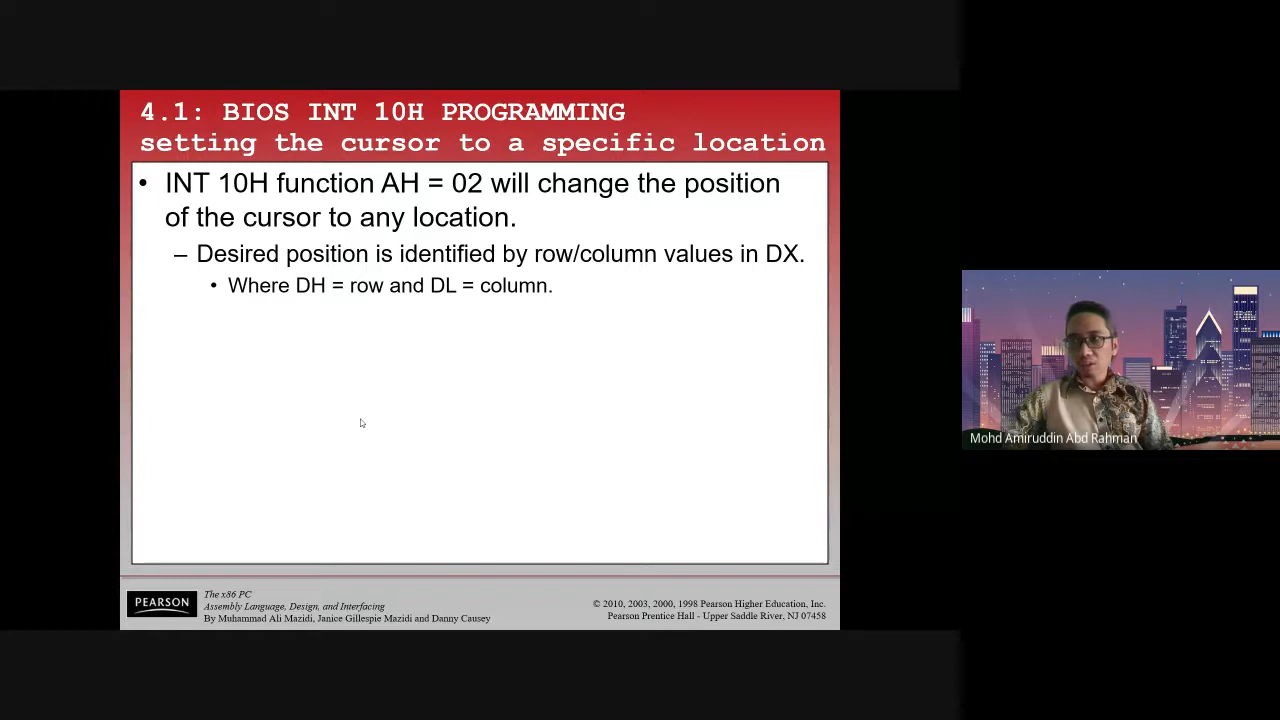 4.1: BIOS INT 10H PROGRAMMING
setting the cursor to a specific location
• INT 10H function AH = 02 will change the position
of the cursor to any location.
– Desired position is identified by row/column values in DX.
• Where DH = row and DL = column.
PEARSON
The x86 PC
Assembly Language, Design, and Interfacing
By Muhammad Ali Mazidi, Janice Gillespie Mazidi and Danny Causey
© 2010, 2003, 2000, 1998 Pearson Higher Education, Inc.
Pearson Prentice Hall - Upper Saddle River, NJ 07458
Mohd Amiruddin Abd Rahman